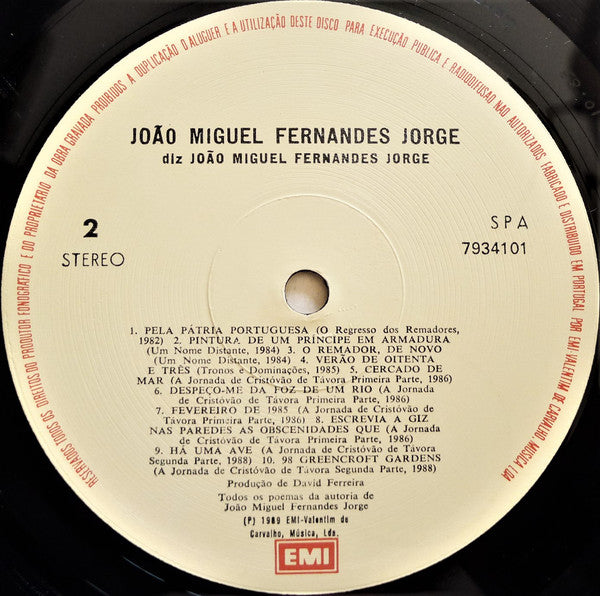 RESERVADOS TODOS OS DIREITOS DO PRODUTOR FONOGRÁFICO E DO PROPRIETÁRIO DA OBRA GRAVADA PROIBIDOS A DUPLICAÇÃO O ALUGUER E A UTILIZAÇÃO DESTE DISCO PARA EXECUÇÃO PÚBLICA E RADIODIFUSÃO NÃO AUTORIZADOS FABRICADO E DISTRIBUÍDO EM PORTUGAL POR EMI-VALENTIM DE CARVALHO, MÚSICA LDA
JOÃO MIGUEL FERNANDES JORGE
diz JOÃO MIGUEL FERNANDES JORGE
2
STEREO
SPA
7934101
1. PELA PÁTRIA PORTUGUESA (O Regresso dos Remadores,
1982) 2. PINTURA DE UM PRÍNCIPE EM ARMADURA
(Um Nome Distante, 1984) 3. O REMADOR, DE NOVO
(Um Nome Distante, 1984) 4. VERÃO DE OITENTA
E TRÊS (Tronos e Dominações, 1985) 5. CERCADO DE
MAR (A Jornada de Cristóvão de Távora Primeira Parte, 1986)
6. DESPEÇO-ME DA FOZ DE UM RIO (A Jornada
de Cristóvão de Távora Primeira Parte, 1986)
7. FEVEREIRO DE 1985 (A Jornada de Cristóvão de Távora
Primeira Parte, 1986) 8. ESCREVIA A GIZ
NAS PAREDES AS OBSCENIDADES QUE (A Jornada
de Cristóvão de Távora Primeira Parte, 1986)
9. HÁ UMA AVE (A Jornada de Cristóvão de Távora
Segunda Parte, 1988) 10. 98 GREENCROFT GARDENS
(A Jornada de Cristóvão de Távora Segunda Parte, 1988)
Produção de David Ferreira
Todos os poemas da autoria de
João Miguel Fernandes Jorge
(P) 1989 EMI-Valentim de
Carvalho, Música, Lda.
EMI